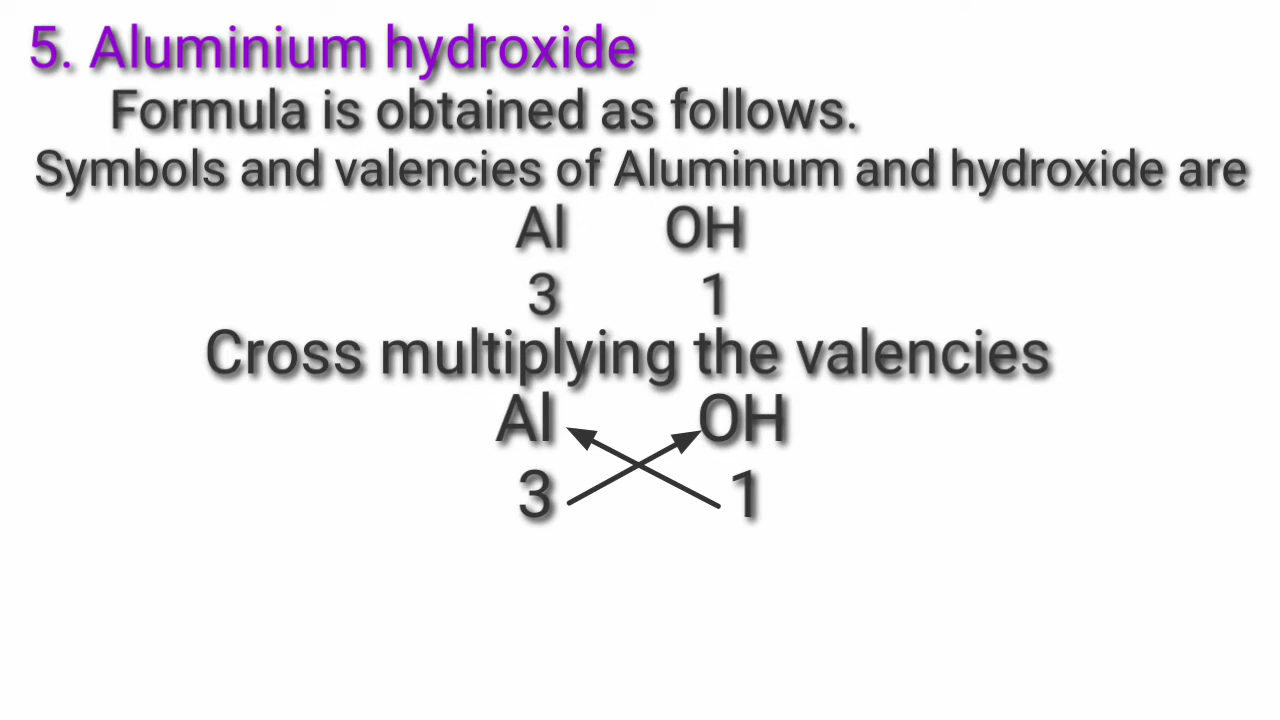 5. Aluminium hydroxide
Formula is obtained as follows.
Symbols and valencies of Aluminum and hydroxide are
Al OH
3 1
Cross multiplying the valencies
Al OH
3 1